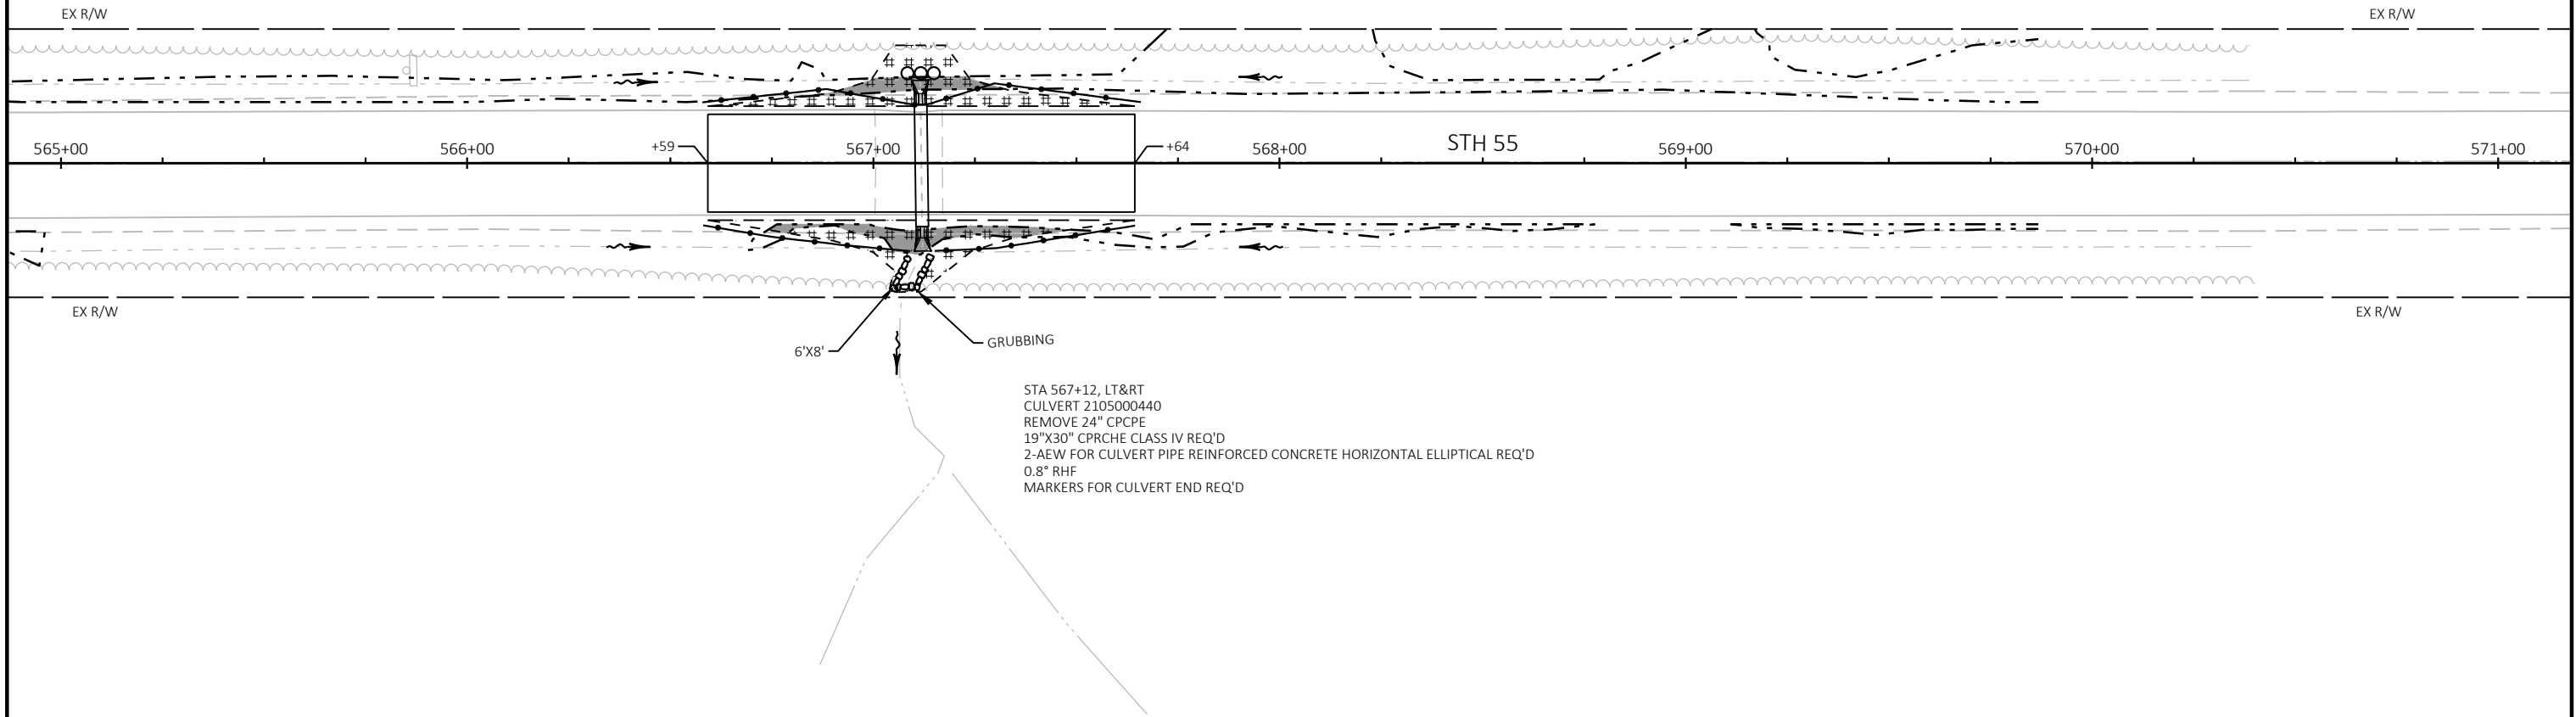 EX R/W
EX R/W
565+00
566+00
+59
567+00
+64
568+00
STH 55
569+00
570+00
571+00
EX R/W
EX R/W
6'X8'
GRUBBING
STA 567+12, LT&RT
CULVERT 2105000440
REMOVE 24" CPCPE
19"X30" CPRCHE CLASS IV REQ'D
2-AEW FOR CULVERT PIPE REINFORCED CONCRETE HORIZONTAL ELLIPTICAL REQ'D
0.8° RHF
MARKERS FOR CULVERT END REQ'D